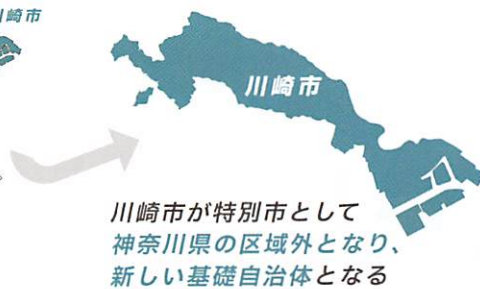 川崎市
川崎市
川崎市が特別市として
神奈川県の区域外となり、
新しい基礎自治体となる